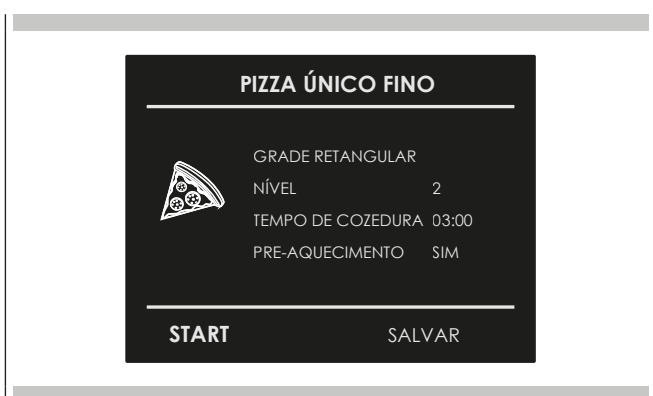 PIZZA ÚNICO FINO
GRADE RETANGULAR
NÍVEL 2
TEMPO DE COZEDURA 03:00
PRE-AQUECIMENTO SIM
START SALVAR